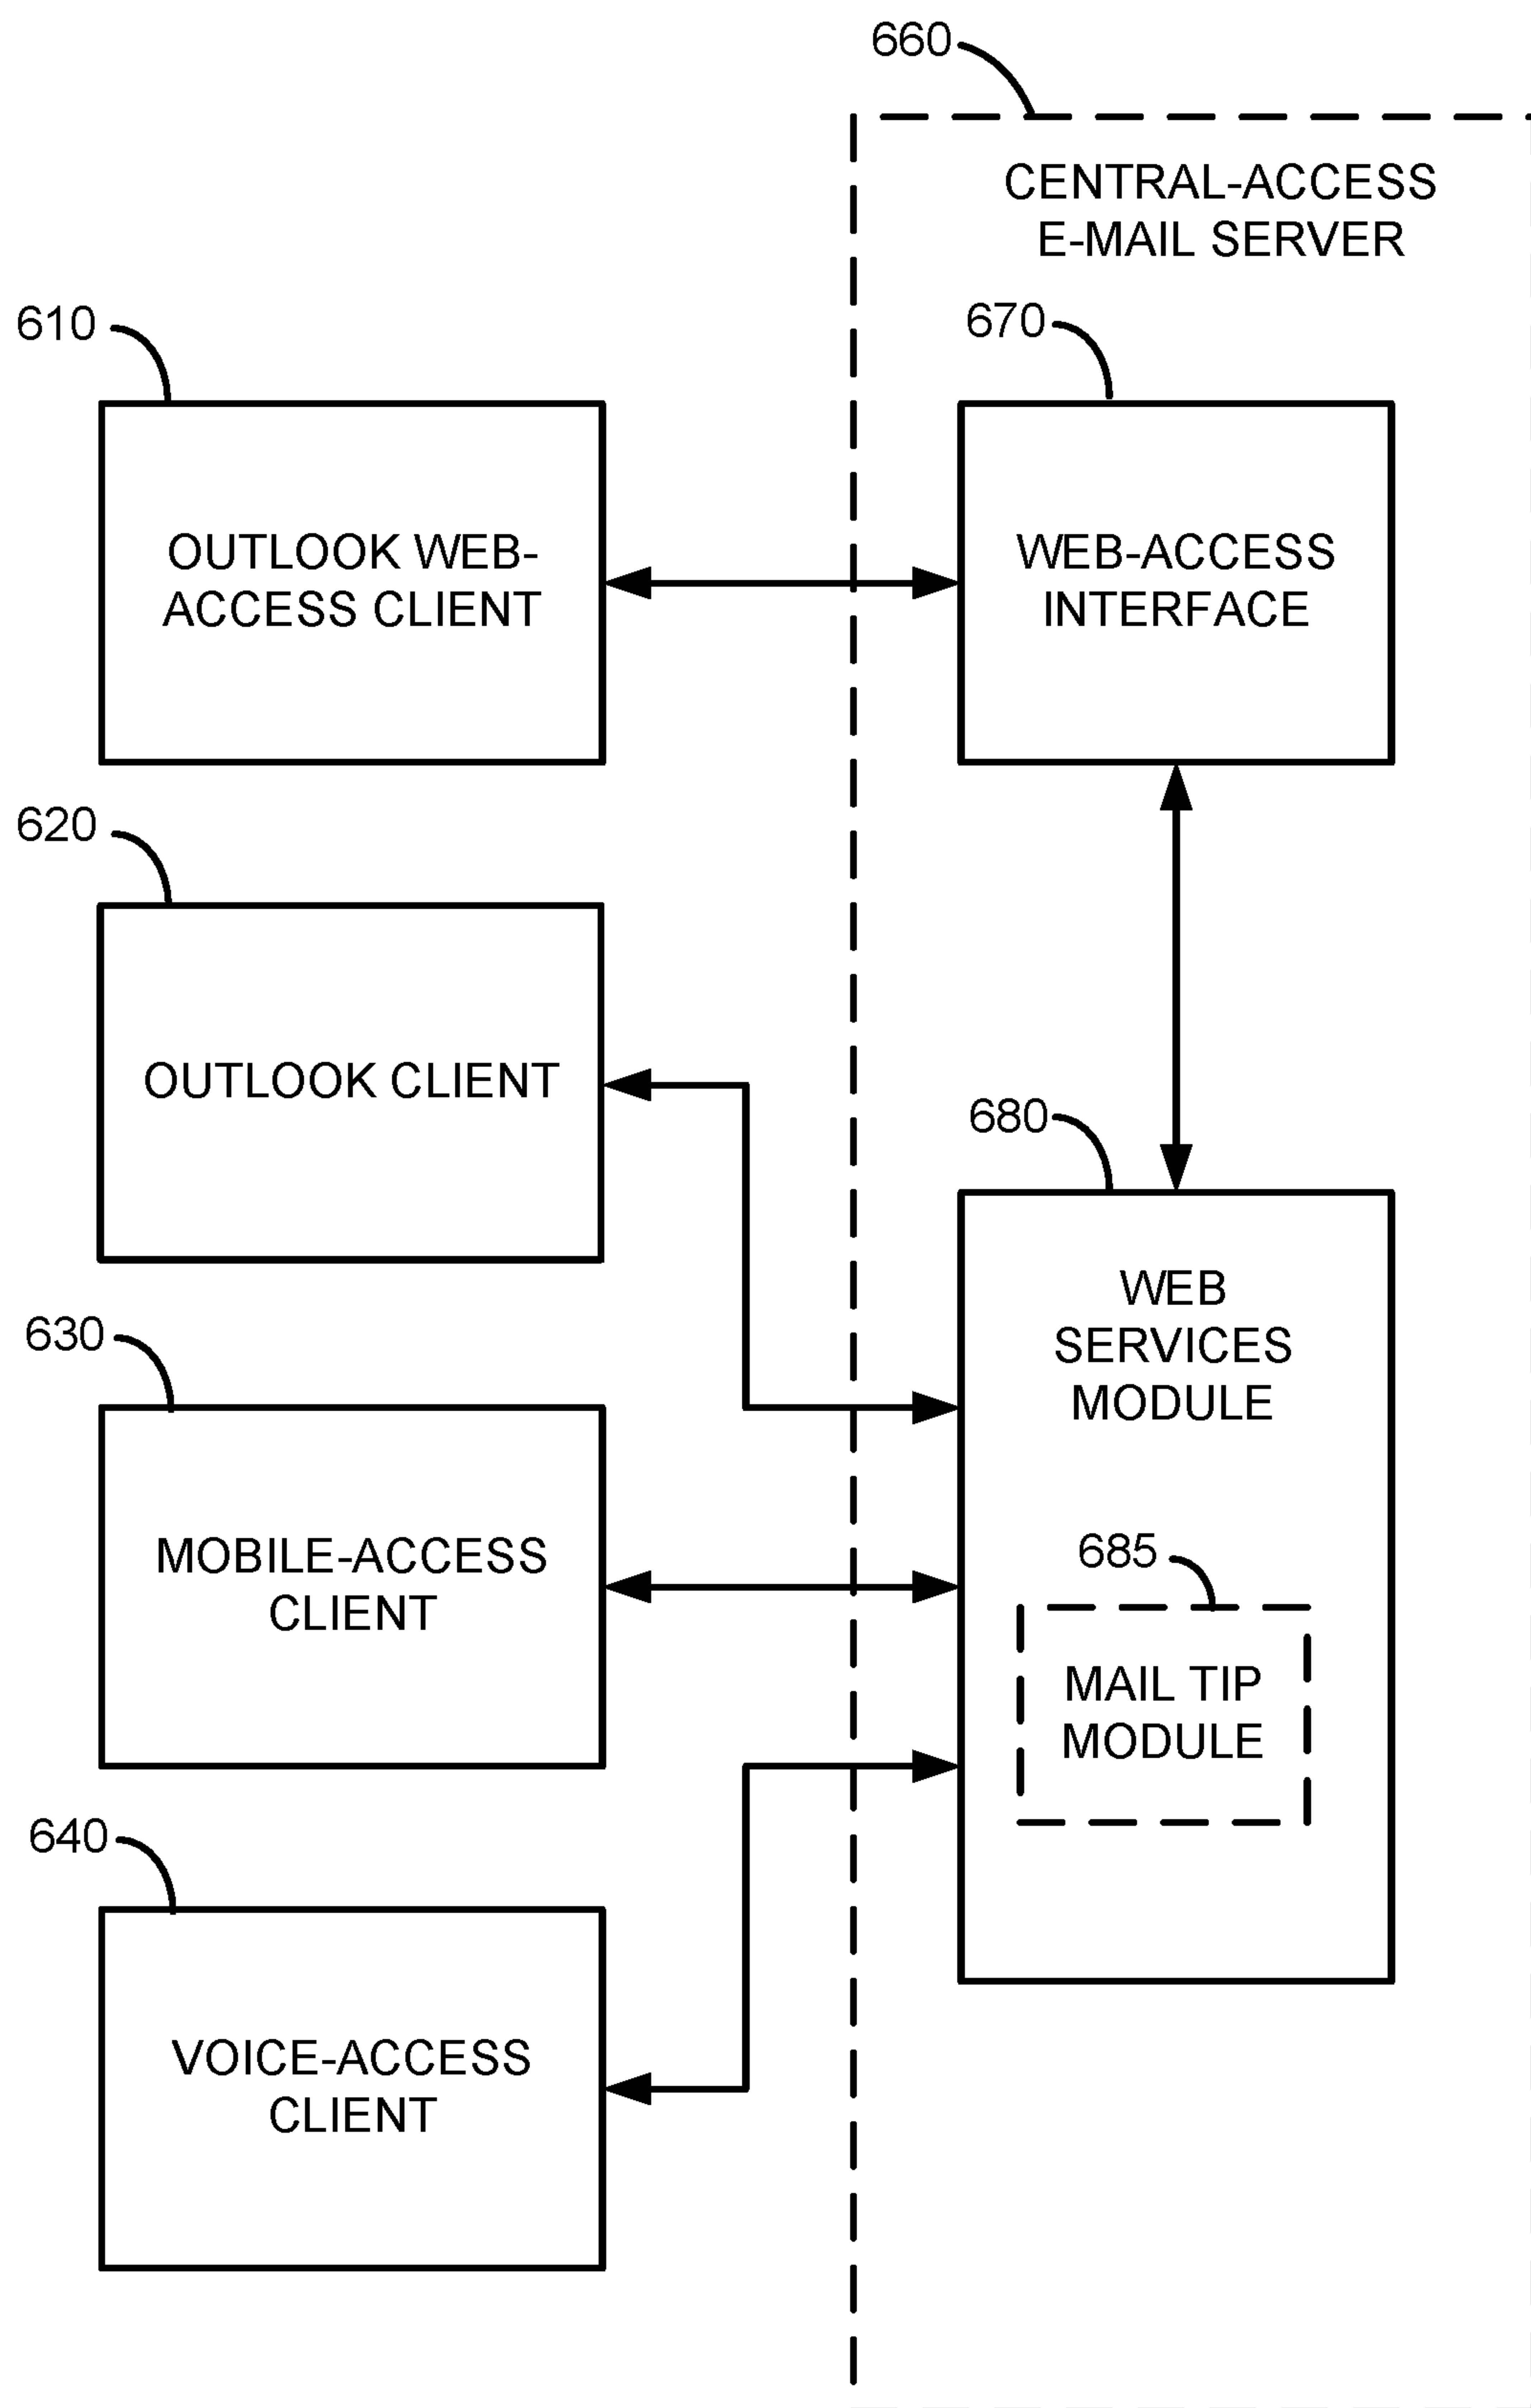 660
CENTRAL-ACCESS
E-MAIL SERVER
610
670
OUTLOOK WEB-
ACCESS CLIENT
WEB-ACCESS
INTERFACE
620
OUTLOOK CLIENT
680
WEB
SERVICES
MODULE
630
MOBILE-ACCESS
CLIENT
685
MAIL TIP
MODULE
640
VOICE-ACCESS
CLIENT